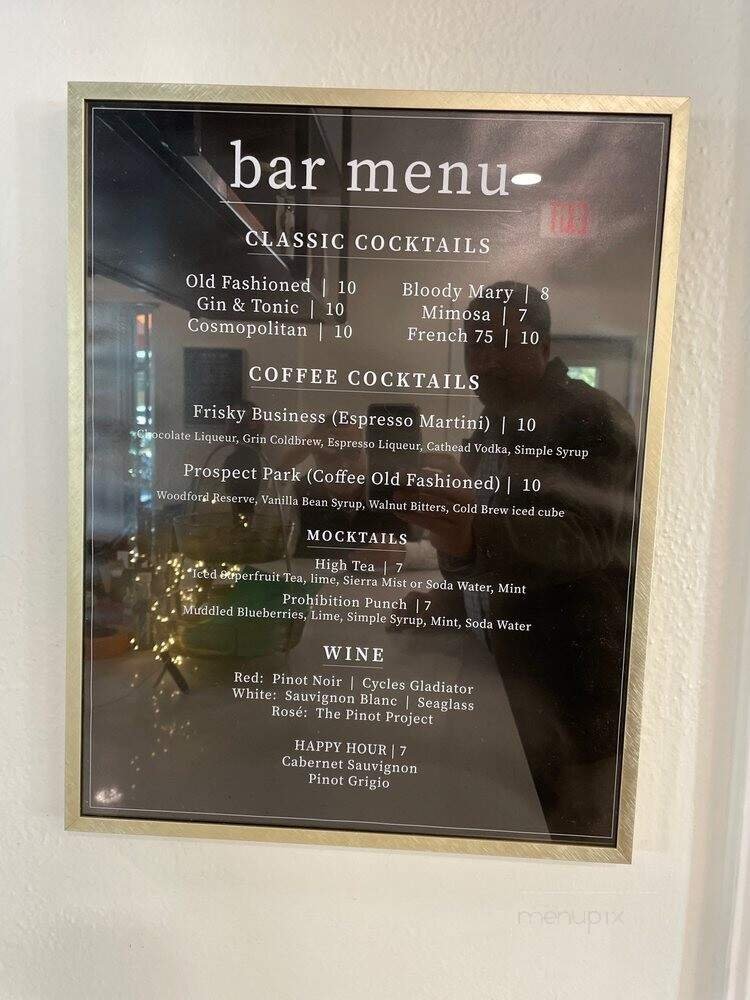 bar menu
EXIT
CLASSIC COCKTAILS
Old Fashioned | 10
Gin & Tonic | 10
Cosmopolitan | 10
Bloody Mary | 8
Mimosa | 7
French 75 | 10
COFFEE COCKTAILS
Frisky Business (Espresso Martini) | 10
Chocolate Liqueur, Grin Coldbrew, Espresso Liqueur, Cathead Vodka, Simple Syrup
Prospect Park (Coffee Old Fashioned) | 10
Woodford Reserve, Vanilla Bean Syrup, Walnut Bitters, Cold Brew iced cube
MOCKTAILS
High Tea | 7
Iced Superfruit Tea, lime, Sierra Mist or Soda Water, Mint
Prohibition Punch | 7
Muddled Blueberries, Lime, Simple Syrup, Mint, Soda Water
WINE
Red: Pinot Noir | Cycles Gladiator
White: Sauvignon Blanc | Seaglass
Rosé: The Pinot Project
HAPPY HOUR | 7
Cabernet Sauvignon
Pinot Grigio
menupix